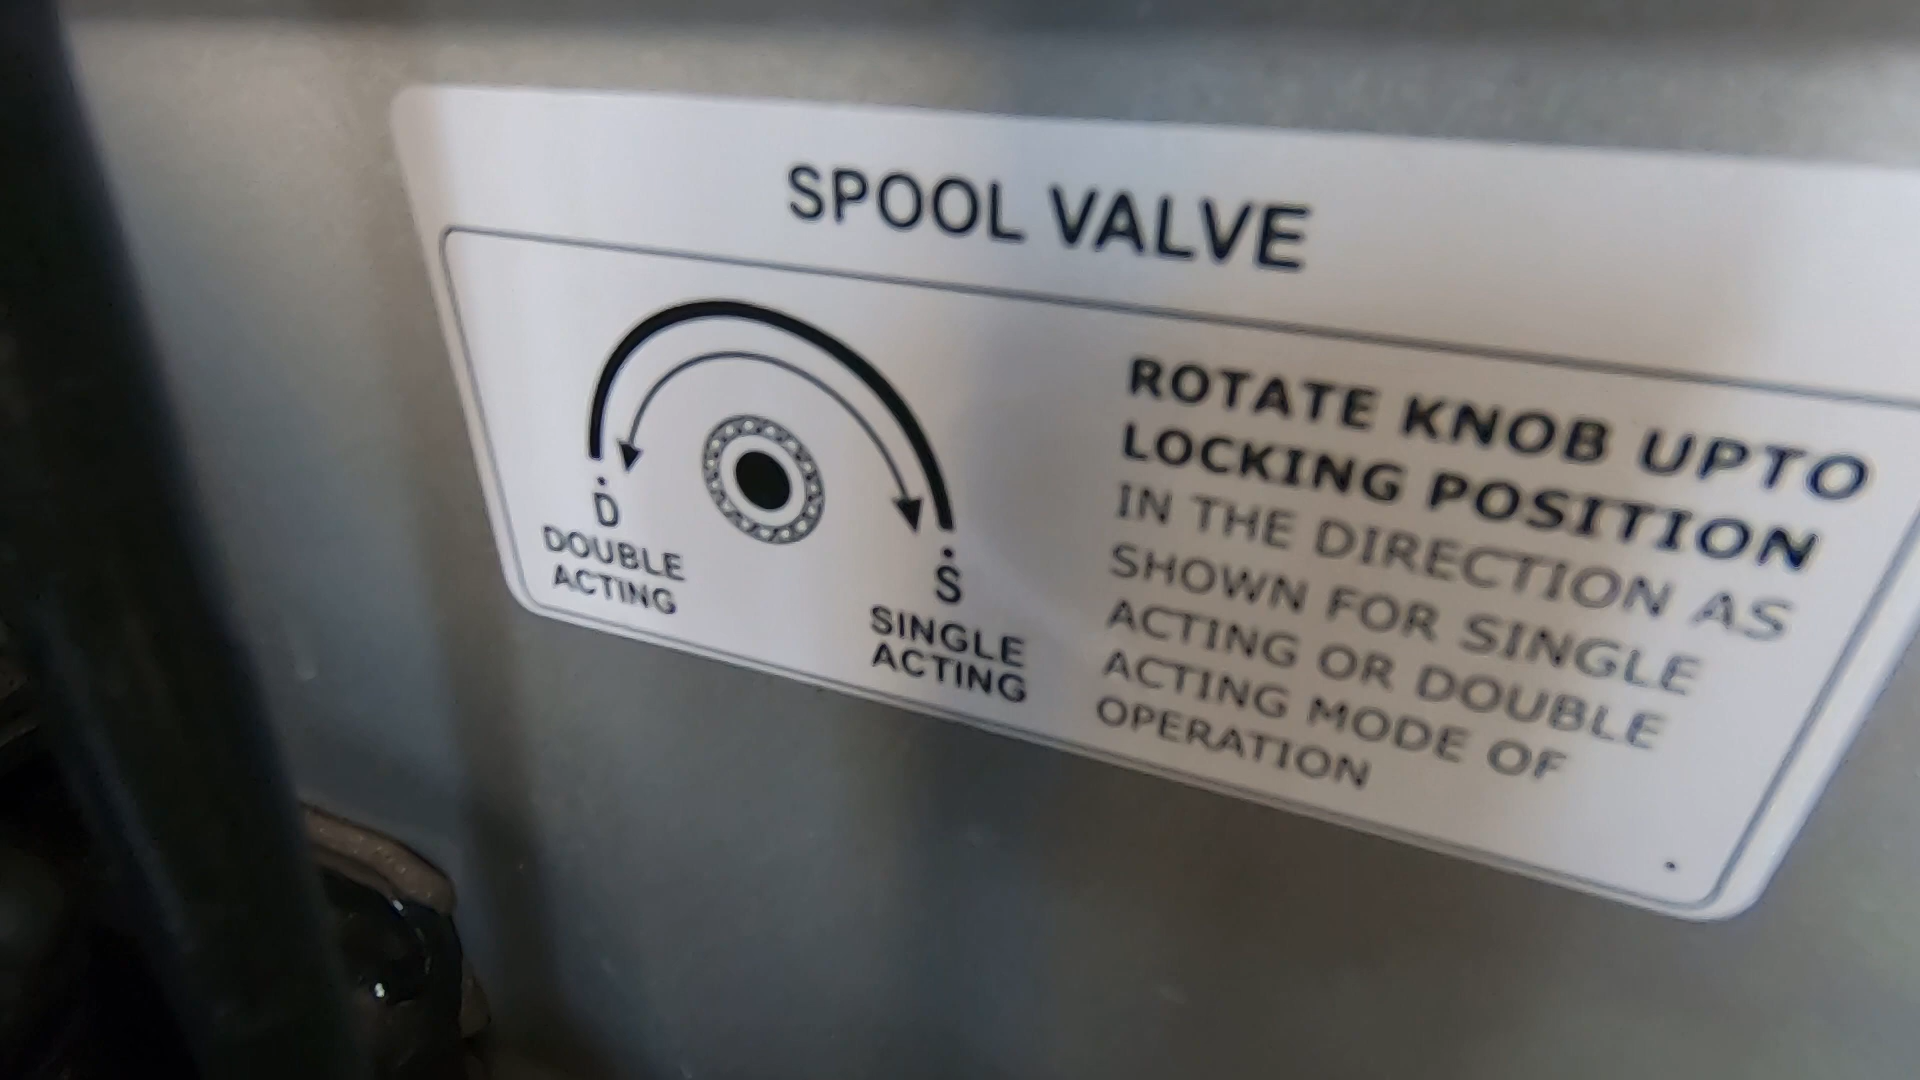 SPOOL VALVE
D
DOUBLE
ACTING
S
SINGLE
ACTING
ROTATE KNOB UPTO
LOCKING POSITION
IN THE DIRECTION AS
SHOWN FOR SINGLE
ACTING OR DOUBLE
ACTING MODE OF
OPERATION